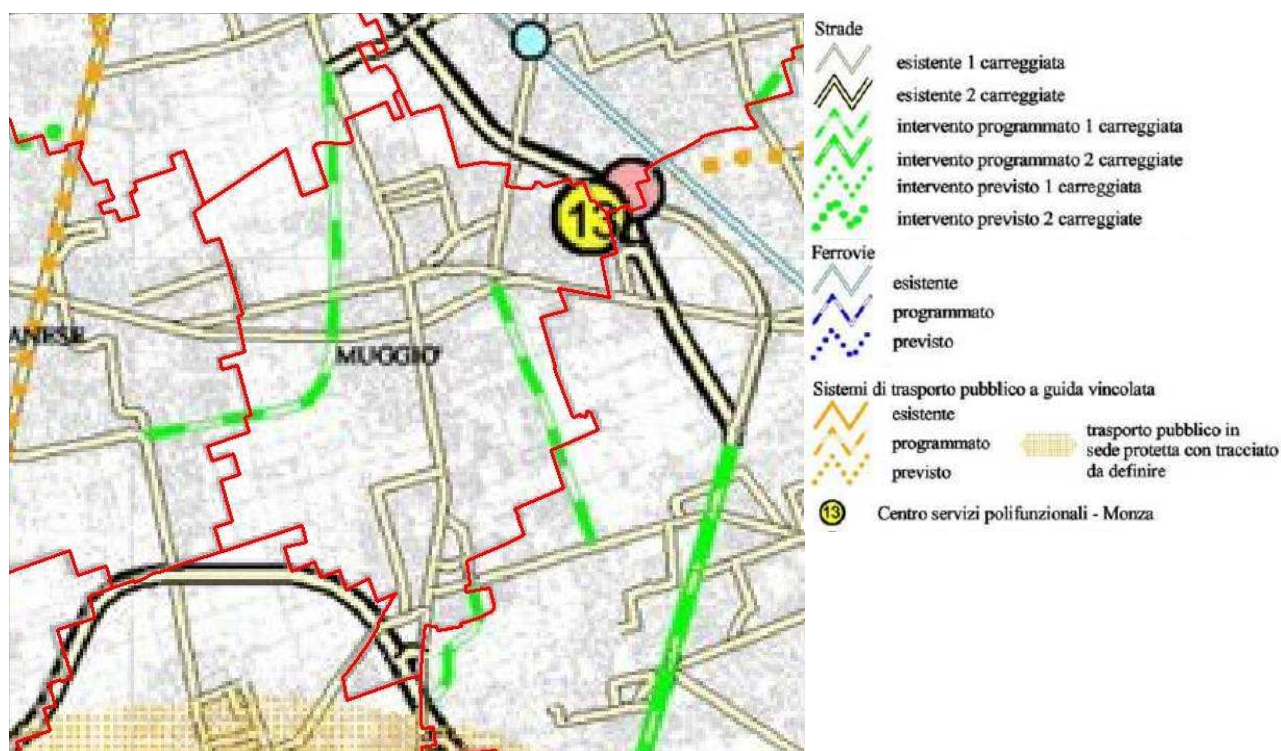 ANESE
MUGGIO'
13
Strade
esistente 1 carreggiata
esistente 2 carreggiate
intervento programmato 1 carreggiata
intervento programmato 2 carreggiate
intervento previsto 1 carreggiata
intervento previsto 2 carreggiate
Ferrovie
esistente
programmato
previsto
Sistemi di trasporto pubblico a guida vincolata
esistente
programmato
previsto
trasporto pubblico in
sede protetta con tracciato
da definire
13 Centro servizi polifunzionali - Monza